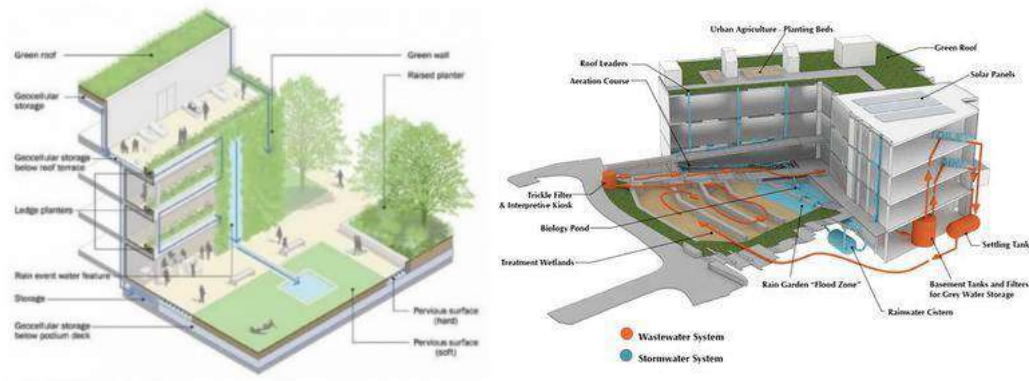 Green roof
Geocellular
storage
Geocellular storage
below roof terrace
Ledge planters
Rain event water feature
Storage
Geocellular storage
below podium deck
Green wall
Raised planter
Pervious surface
(hard)
Pervious surface
(soft)
Urban Agriculture - Planting Beds
Green Roof
Roof Leaders
Aeration Course
Solar Panels
Trickle Filter
& Interpretive Kiosk
Biology Pond
Treatment Wetlands
Rain Garden "Flood Zone"
Rainwater Cistern
Settling Tank
Basement Tanks and Filters
for Grey Water Storage
Wastewater System
Stormwater System